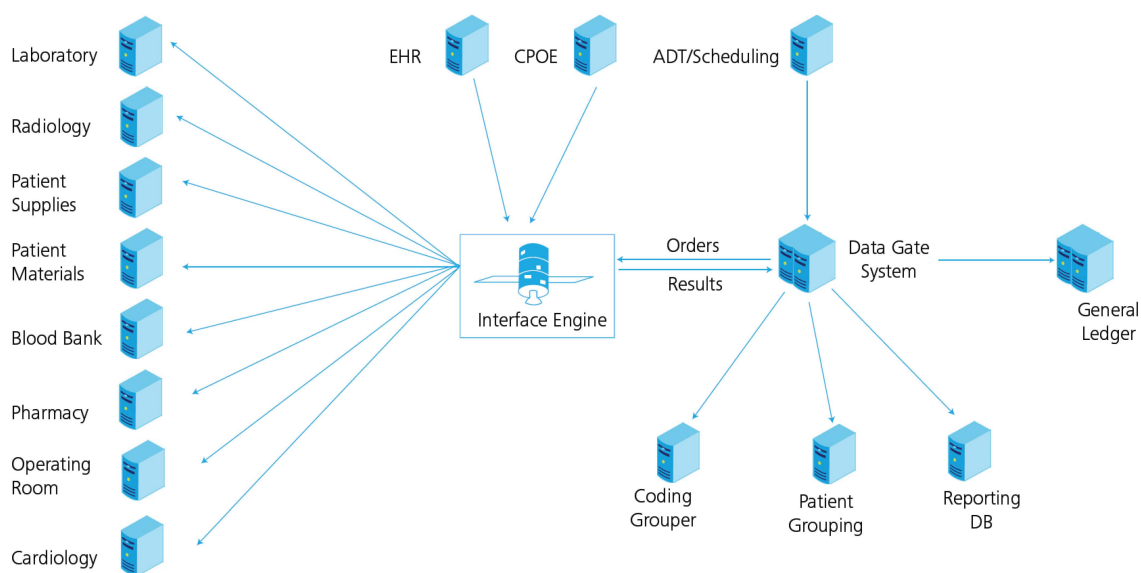 Laboratory
Radiology
Patient
Supplies
Patient
Materials
Blood Bank
Pharmacy
Operating
Room
Cardiology
EHR
CPOE
ADT/Scheduling
Interface Engine
Orders
Results
Data Gate
System
General
Ledger
Coding
Grouper
Patient
Grouping
Reporting
DB